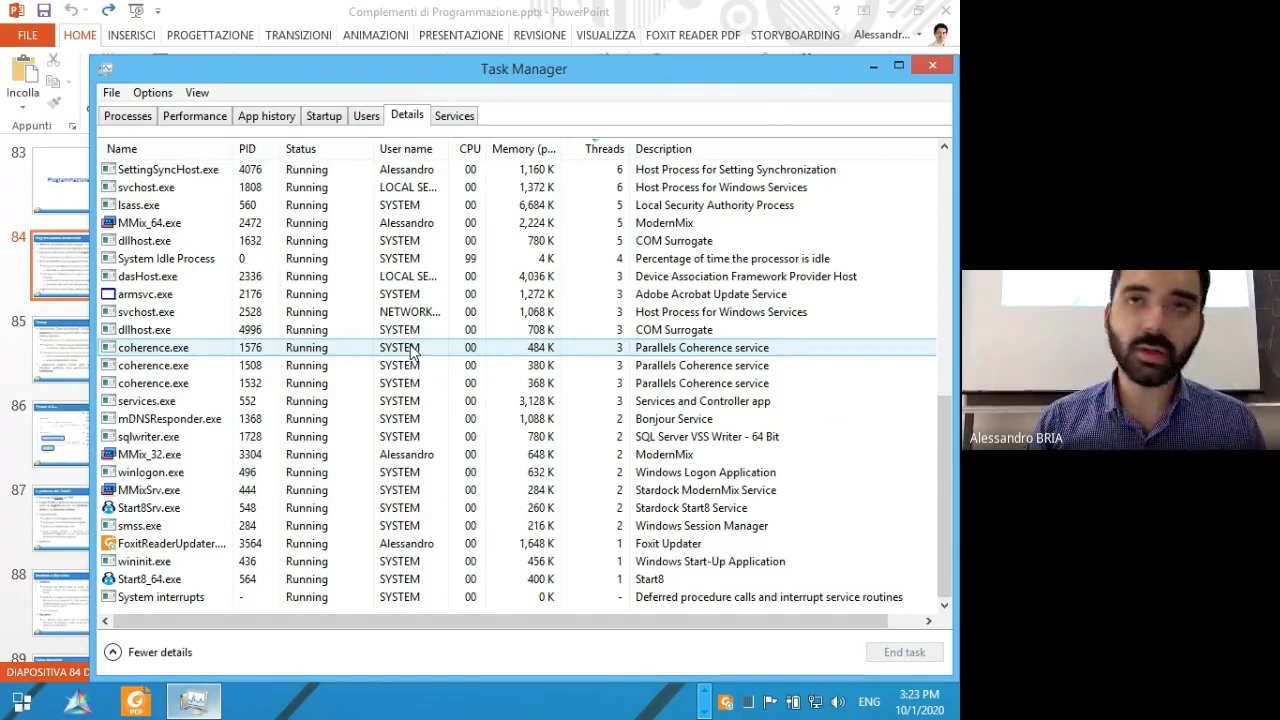 Complementi di Programmazione.pptx - PowerPoint
FILE HOME INSERISCI PROGETTAZIONE TRANSIZIONI ANIMAZIONI PRESENTAZIONE REVISIONE VISUALIZZA FOXIT READER PDF STORYBOARDING Alessandr...
Incolla
Appunti
83
84
85
86
87
88
89
DIAPOSITIVA 84 D
Task Manager
File Options View
Processes Performance App history Startup Users Details Services
Name PID Status User name CPU Memory (p... Threads Description
SettingSyncHost.exe 4076 Running Alessandro 00 1,160 K 6 Host Process for Setting Synchronization
svchost.exe 1808 Running LOCAL SE... 00 1,372 K 6 Host Process for Windows Services
lsass.exe 560 Running SYSTEM 00 6,684 K 5 Local Security Authority Process
MMix_64.exe 2472 Running Alessandro 00 2,224 K 5 ModernMix
dllhost.exe Running SYSTEM 00 780 K 5 COM Surrogate
System Idle Process Running SYSTEM 4 K 4 Percentage of time the processor is idle
dasHost.exe Running LOCAL SE... 00 3 Device Association Framework Provider Host
armsvc.exe 2176 Running SYSTEM 00 1,272 K 3 Adobe Acrobat Update Service
svchost.exe 2528 Running NETWORK... 00 3 Host Process for Windows Services
dllhost.exe Running SYSTEM 00 708 K 3 COM Surrogate
coherence.exe 1576 Running SYSTEM 00 484 K 3 Parallels Coherence service
coherence.exe 1508 Running SYSTEM 00 380 K 3 Parallels Coherence service
coherence.exe 1532 Running SYSTEM 00 368 K 3 Parallels Coherence service
services.exe 552 Running SYSTEM 00 3,128 K 3 Services and Controller app
mDNSResponder.exe 1368 Running SYSTEM 00 1,088 K 2 Bonjour Service
sqlwriter.exe 1728 Running SYSTEM 00 780 K 2 SQL Server VSS Writer - 64 Bit
MMix_32.exe 3304 Running Alessandro 00 648 K 2 ModernMix
winlogon.exe 496 Running SYSTEM 00 632 K 2 Windows Logon Application
444 Running SYSTEM 00 284 K 2 Stardock ModernMix Service
548 Running SYSTEM 00 260 K 2 Stardock Start8 Service
smss.exe Running SYSTEM 00 216 K 2 Windows Session Manager
FoxitReaderUpdater.... 3564 Running Alessandro 00 1,648 K 1 Foxit Updater
wininit.exe 436 Running SYSTEM 00 456 K 1 Windows Start-Up Application
Start8_64.exe 564 Running SYSTEM 00 400 K 1 Start8
System interrupts - Running SYSTEM 00 0 K - Deferred procedure calls and interrupt service routines
Fewer details End task
ENG
3:23 PM
10/1/2020
Alessandro BRIA